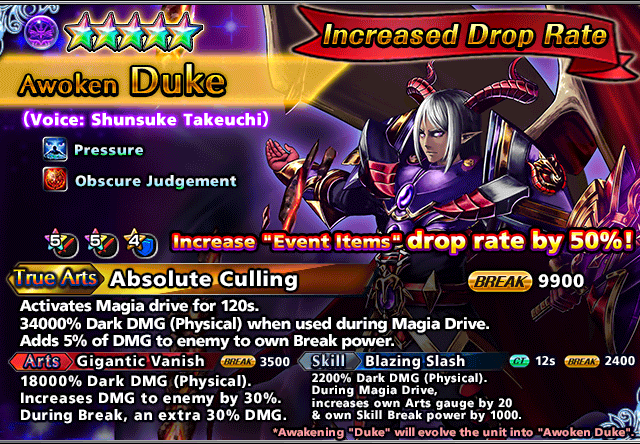 Increased Drop Rate
Awoken Duke
(Voice: Shunsuke Takeuchi)
Pressure
Obscure Judgement
5 5 4
Increase "Event Items" drop rate by 50%!
True Arts Absolute Culling BREAK 9900
Activates Magia drive for 120s.
34000% Dark DMG (Physical) when used during Magia Drive.
Adds 5% of DMG to enemy to own Break power.
Arts Gigantic Vanish BREAK 3500
18000% Dark DMG (Physical).
Increases DMG to enemy by 30%.
During Break, an extra 30% DMG.
Skill Blazing Slash CT 12s BREAK 2400
2200% Dark DMG (Physical).
During Magia Drive,
increases own Arts gauge by 20
& own Skill Break power by 1000.
*Awakening "Duke" will evolve the unit into "Awoken Duke"